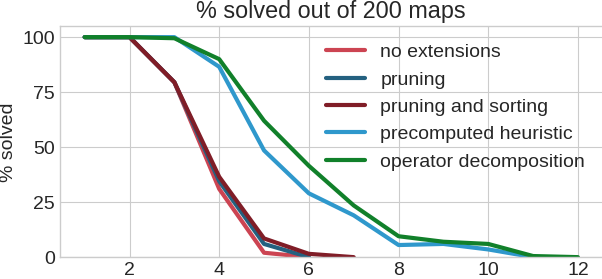 % solved out of 200 maps
100
75
50
25
0
% solved
no extensions
pruning
pruning and sorting
precomputed heuristic
operator decomposition
2 4 6 8 10 12